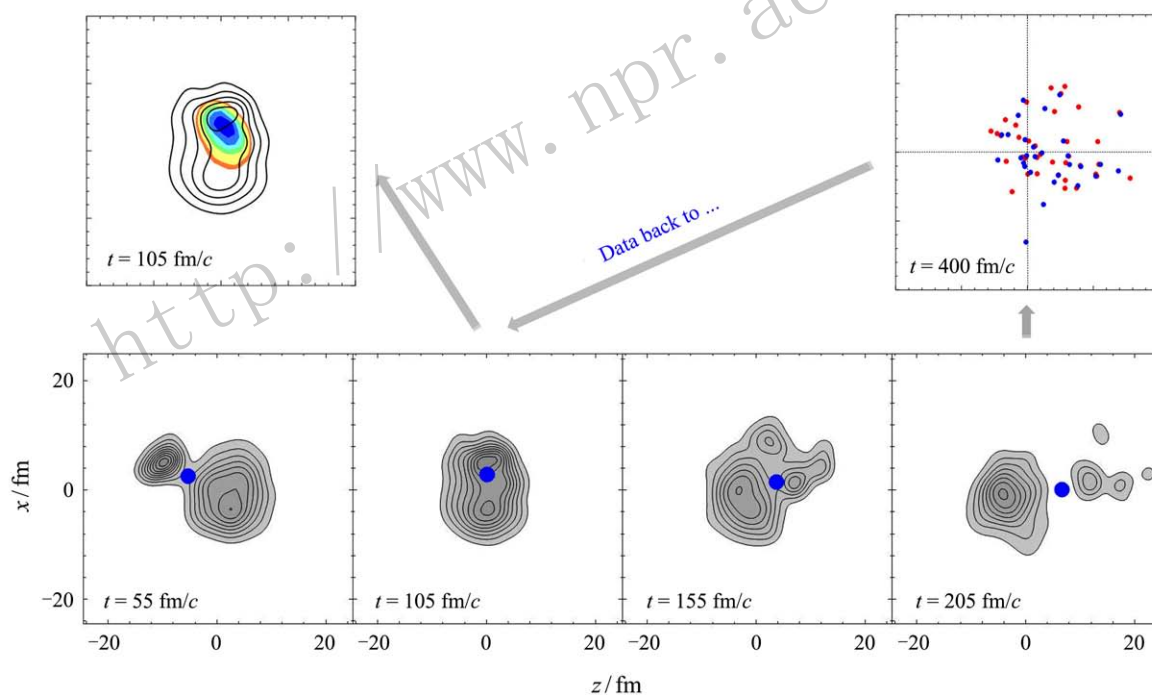 http://www.npr.ac
t = 105 fm/c
Data back to ...
t = 400 fm/c
20
0
−20
x/fm
t = 55 fm/c
t = 105 fm/c
t = 155 fm/c
t = 205 fm/c
−20 0 20 −20 0 20 −20 0 20 −20 0 20
z/fm